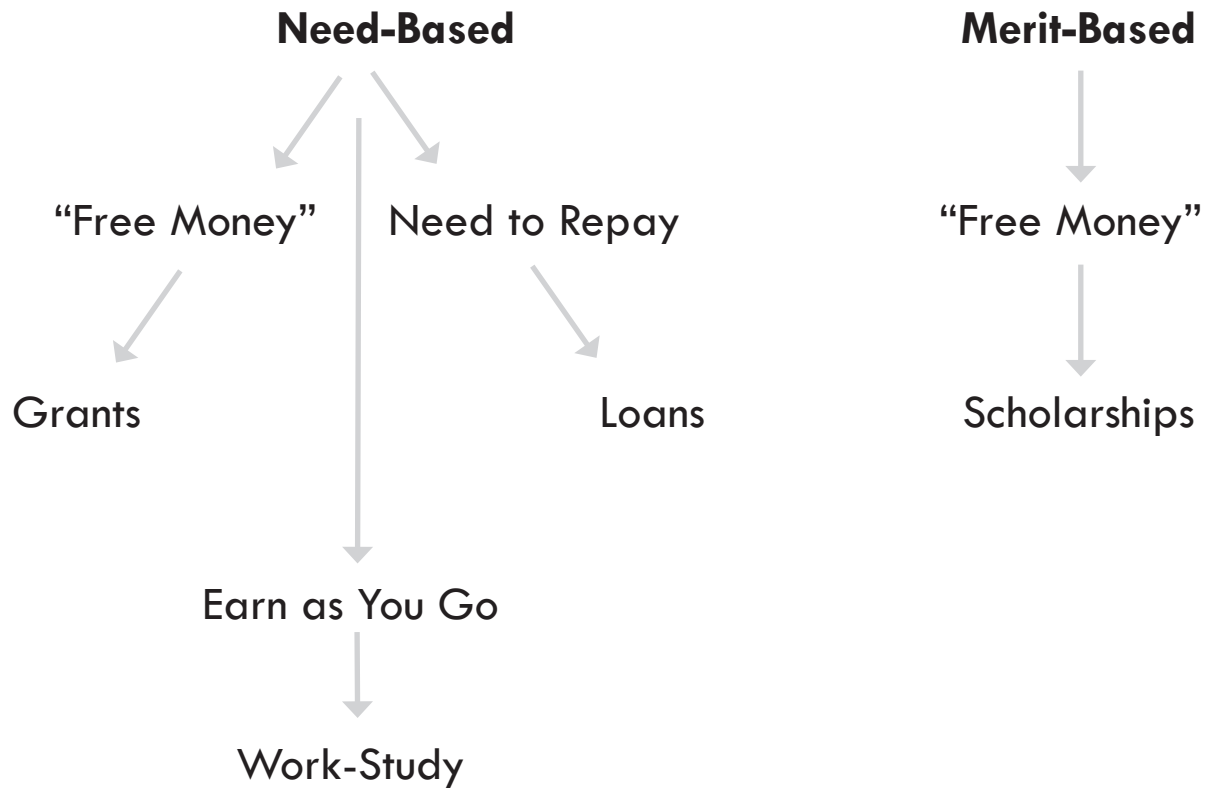 Need-Based
Merit-Based
“Free Money”
Need to Repay
“Free Money”
Grants
Loans
Scholarships
Earn as You Go
Work-Study